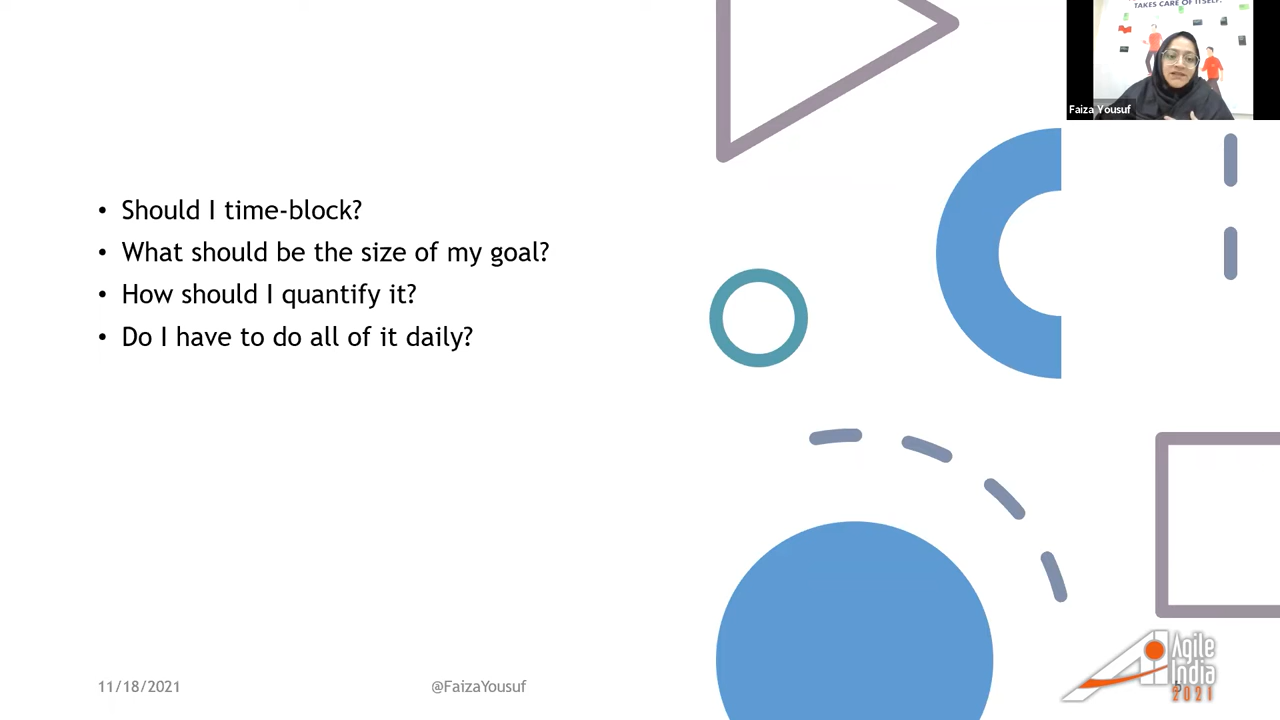 TAKES CARE OF ITSELF.
Faiza Yousuf
• Should I time-block?
• What should be the size of my goal?
• How should I quantify it?
• Do I have to do all of it daily?
11/18/2021
@FaizaYousuf
Agile
India
2021